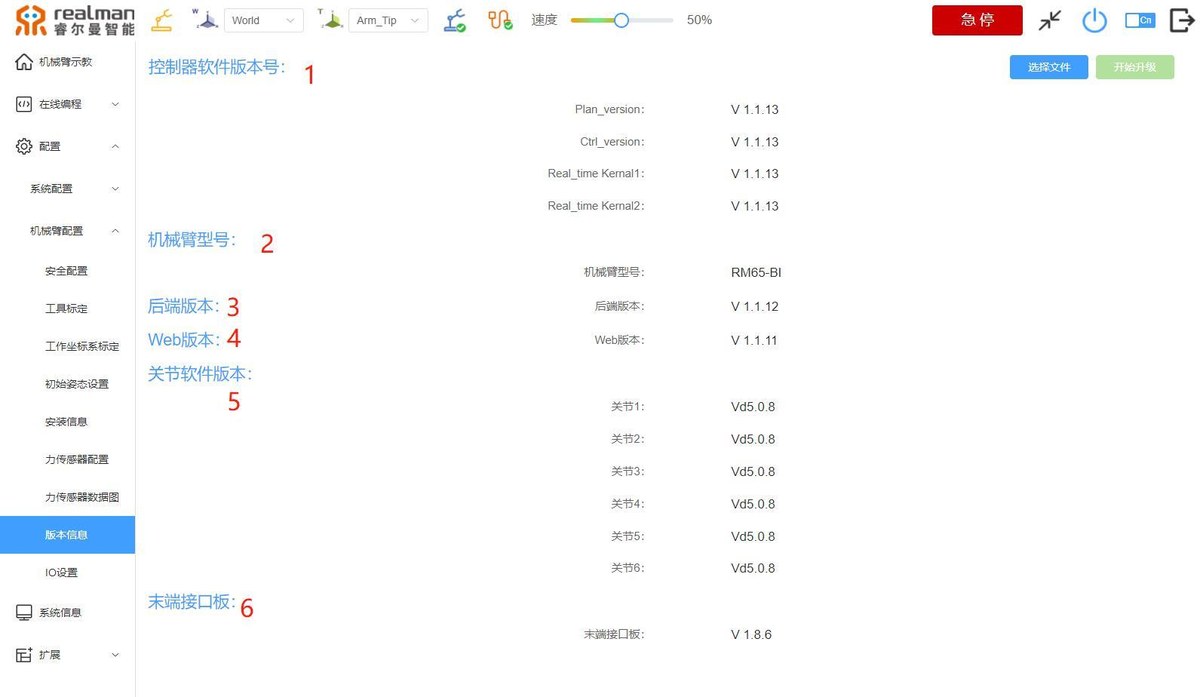 realman
睿尔曼智能
W World T Arm_Tip 速度 50% 急停 Cn
机械臂示教
在线编程
配置
系统配置
机械臂配置
安全配置
工具标定
工作坐标系标定
初始姿态设置
安装信息
力传感器配置
力传感器数据图
版本信息
IO设置
系统信息
扩展
控制器软件版本号： 1 选择文件 开始升级
Plan_version： V 1.1.13
Ctrl_version： V 1.1.13
Real_time Kernal1： V 1.1.13
Real_time Kernal2： V 1.1.13
机械臂型号： 2
机械臂型号： RM65-BI
后端版本： 3 后端版本： V 1.1.12
Web版本： 4 Web版本： V 1.1.11
关节软件版本：
5
关节1： Vd5.0.8
关节2： Vd5.0.8
关节3： Vd5.0.8
关节4： Vd5.0.8
关节5： Vd5.0.8
关节6： Vd5.0.8
末端接口板： 6
末端接口板： V 1.8.6